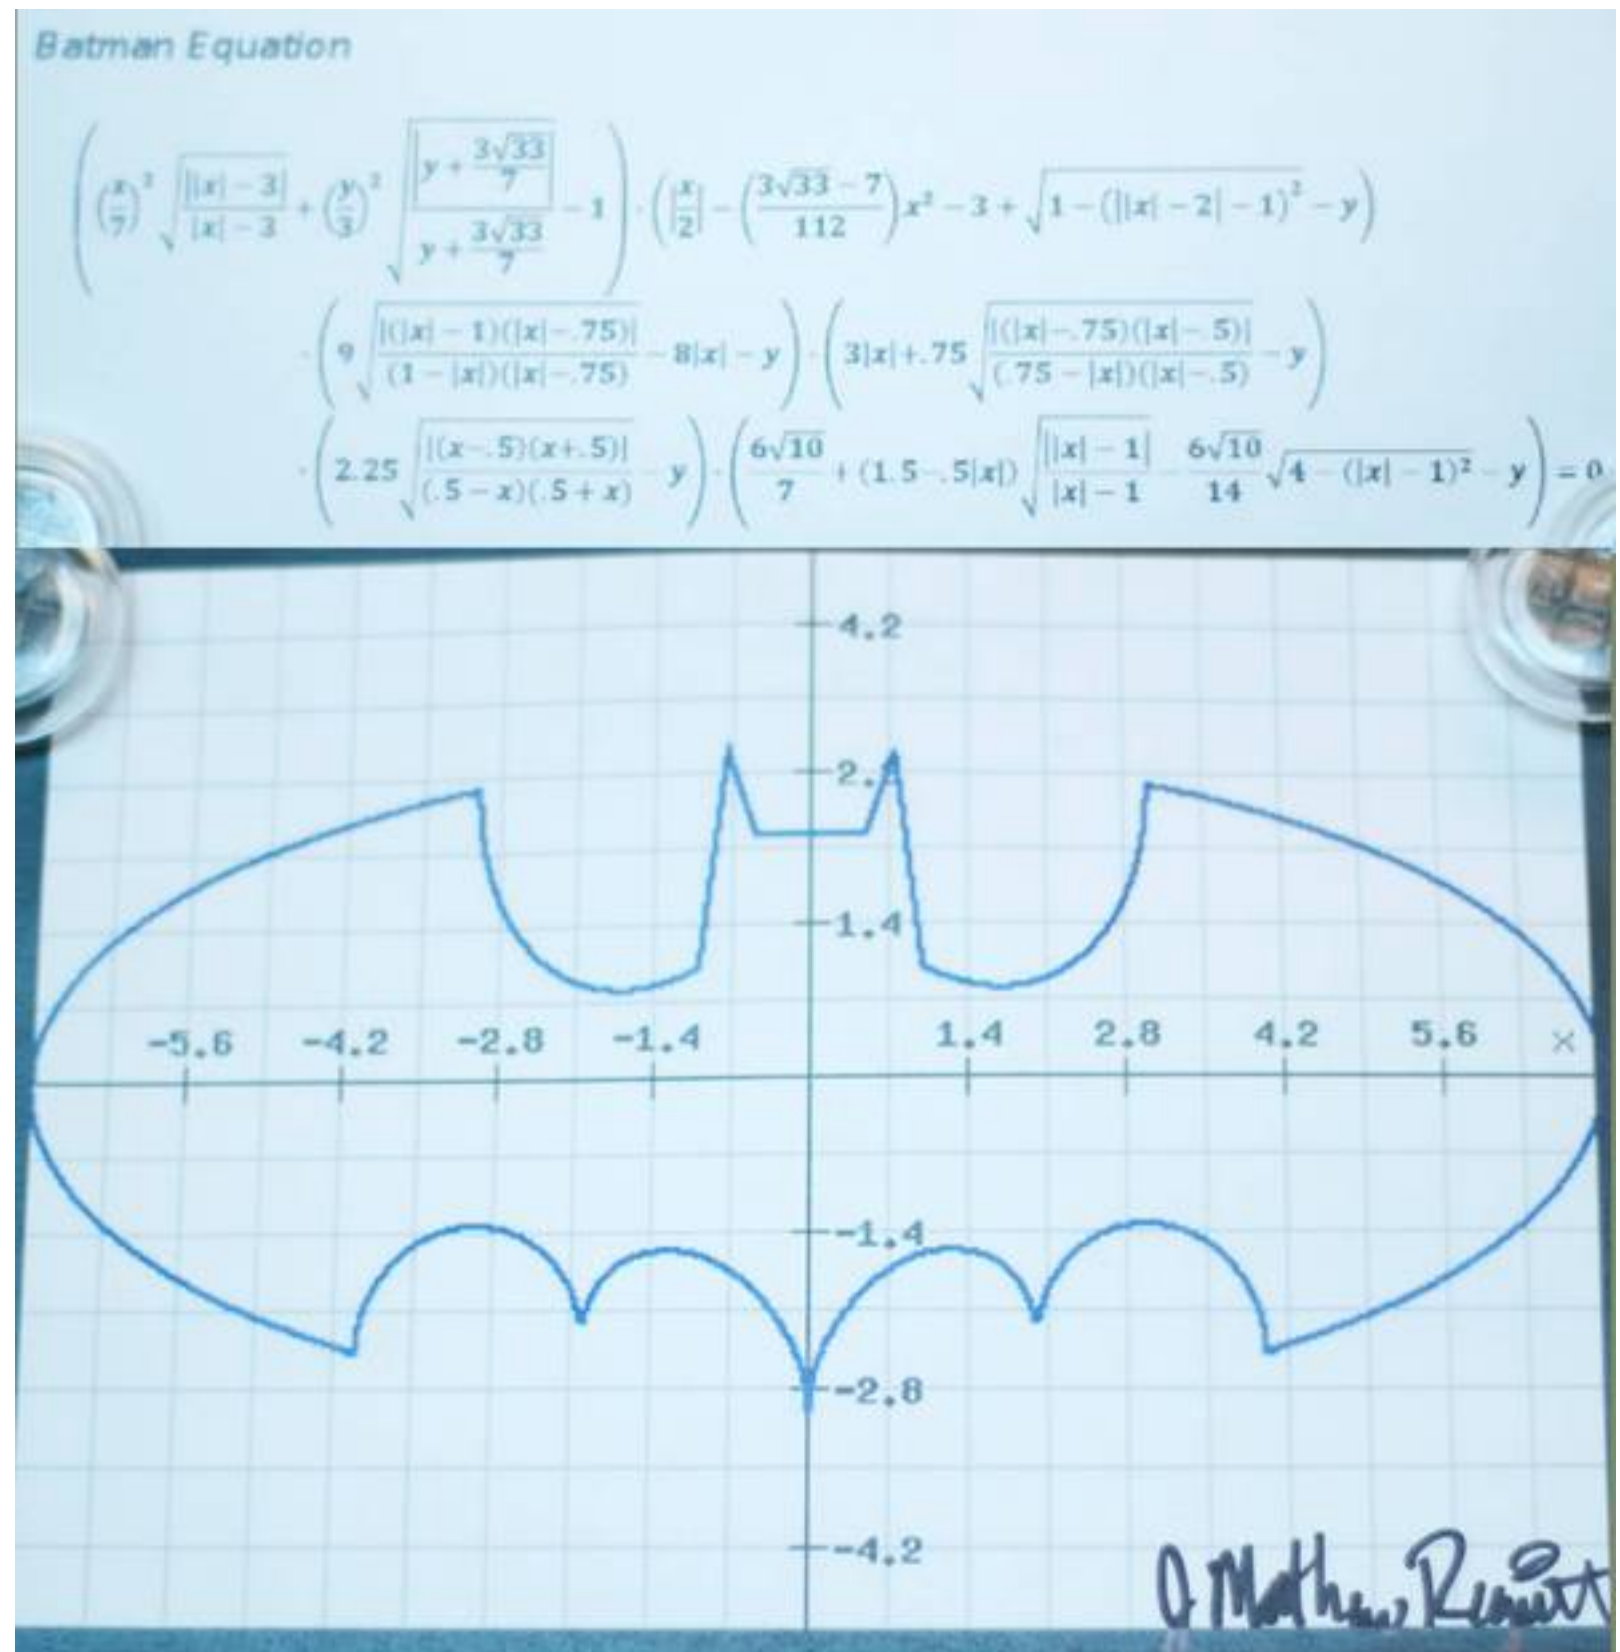 Batman Equation
((x/7)² √(||x| − 3|/(|x| − 3)) + (y/3)² √(|y + 3√33/7|/(y + 3√33/7)) − 1) · (|x/2| − ((3√33 − 7)/112)x² − 3 + √(1 − (||x| − 2| − 1)²) − y)
· (9 √(|(|x| − 1)(|x| − .75)|/((1 − |x|)(|x| − .75))) − 8|x| − y) · (3|x| + .75 √(|(|x| − .75)(|x| − .5)|/((.75 − |x|)(|x| − .5))) − y)
· (2.25 √(|(x − .5)(x + .5)|/((.5 − x)(.5 + x))) − y) · (6√10/7 + (1.5 − .5|x|) √(||x| − 1|/(|x| − 1)) − 6√10/14 √(4 − (|x| − 1)²) − y) = 0
4.2
2.
1.4
-5.6 -4.2 -2.8 -1.4 1.4 2.8 4.2 5.6 x
-1.4
-2.8
-4.2